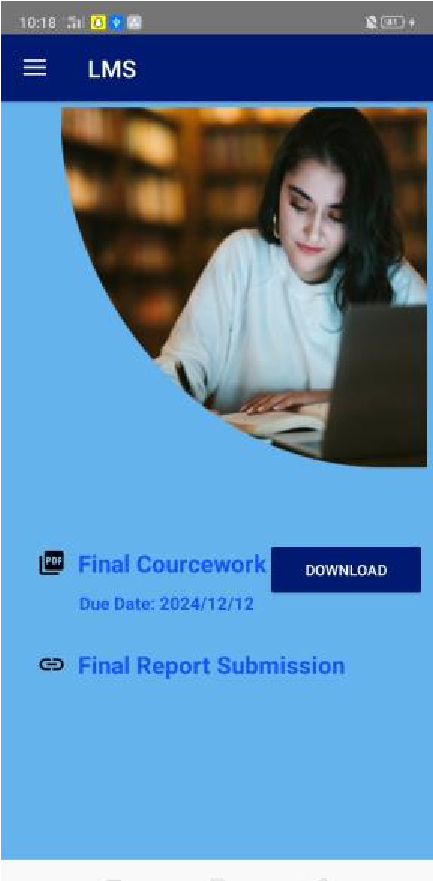 10:18
LMS
PDF
Final Courcework
DOWNLOAD
Due Date: 2024/12/12
Final Report Submission